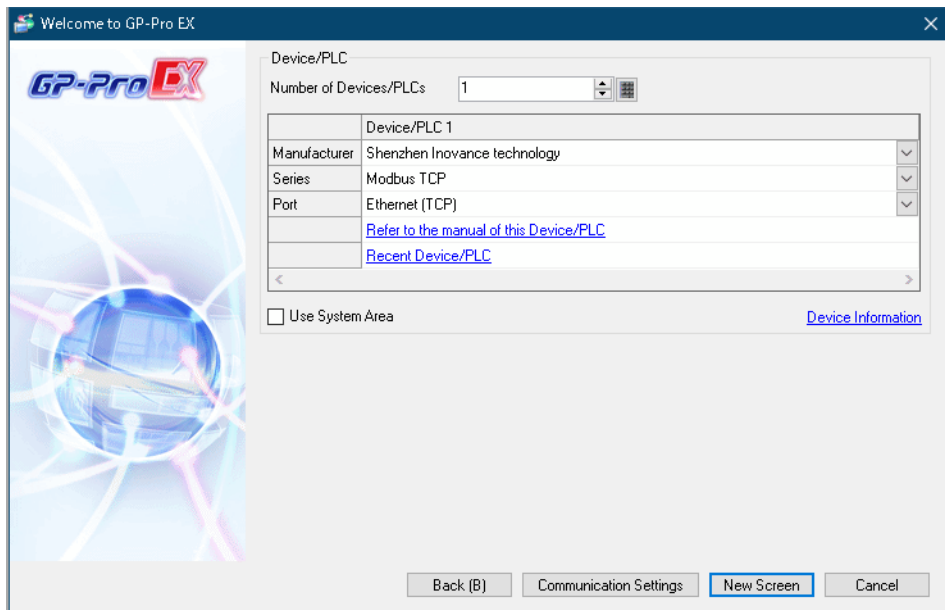 Welcome to GP-Pro EX
GP-Pro EX
Device/PLC
Number of Devices/PLCs 1
Device/PLC 1
Manufacturer Shenzhen Inovance technology
Series Modbus TCP
Port Ethernet (TCP)
Refer to the manual of this Device/PLC
Recent Device/PLC
Use System Area Device Information
Back (B) Communication Settings New Screen Cancel